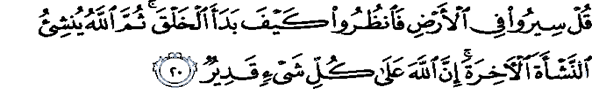 قُلْ سِيرُوا۟ فِى ٱلْأَرْضِ فَٱنظُرُوا۟ كَيْفَ بَدَأَ ٱلْخَلْقَ ۚ ثُمَّ ٱللَّهُ يُنشِئُ
ٱلنَّشْأَةَ ٱلْءَاخِرَةَ ۚ إِنَّ ٱللَّهَ عَلَىٰ كُلِّ شَىْءٍ قَدِيرٌ ٢٠